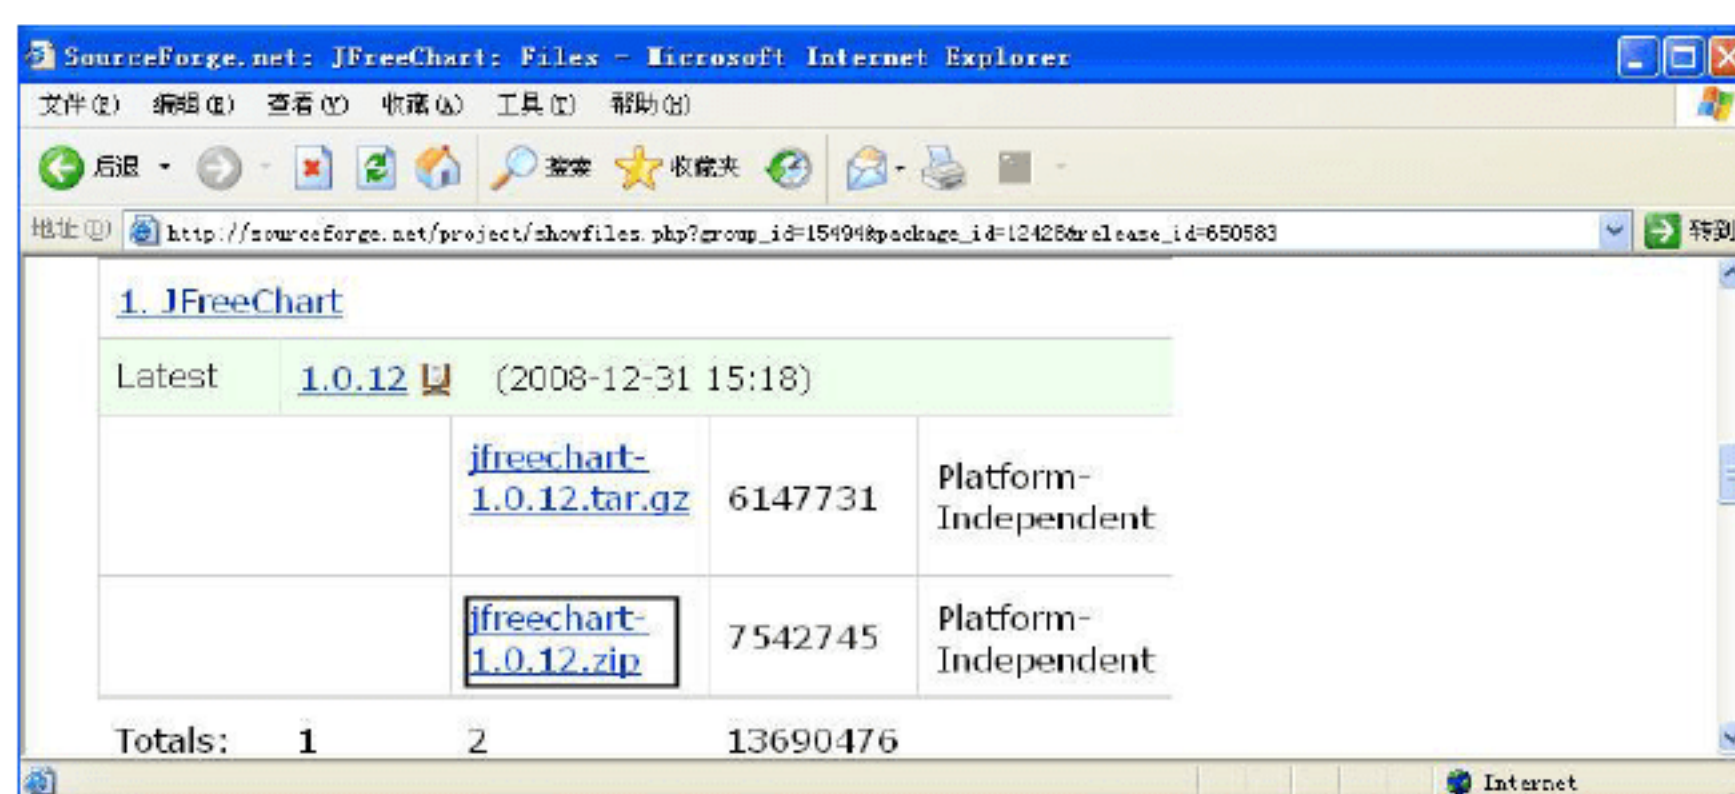 SourceForge.net: JFreeChart: Files - Microsoft Internet Explorer
文件(F) 编辑(E) 查看(V) 收藏(A) 工具(T) 帮助(H)
后退 搜索 收藏夹
地址(D) http://sourceforge.net/project/showfiles.php?group_id=15494&package_id=12428&release_id=650583 转到
1. JFreeChart
Latest 1.0.12 (2008-12-31 15:18)
jfreechart-
1.0.12.tar.gz 6147731 Platform-
Independent
jfreechart-
1.0.12.zip 7542745 Platform-
Independent
Totals: 1 2 13690476
Internet